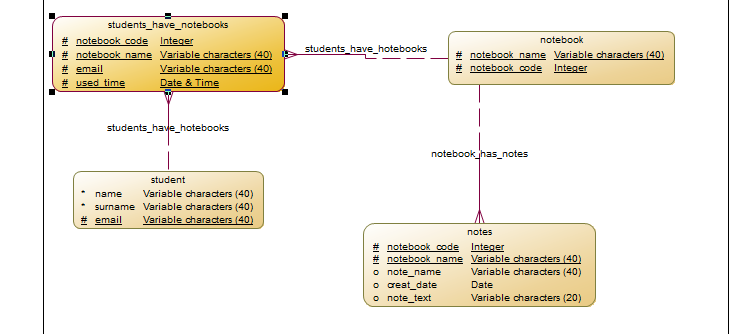 students_have_notebooks
# notebook_code Integer
# notebook_name Variable characters (40)
# email Variable characters (40)
# used_time Date & Time
students_have_hotebooks
notebook
# notebook_name Variable characters (40)
# notebook_code Integer
students_have_hotebooks
notebook_has_notes
student
* name Variable characters (40)
* surname Variable characters (40)
# email Variable characters (40)
notes
# notebook_code Integer
# notebook_name Variable characters (40)
o note_name Variable characters (40)
o creat_date Date
o note_text Variable characters (20)